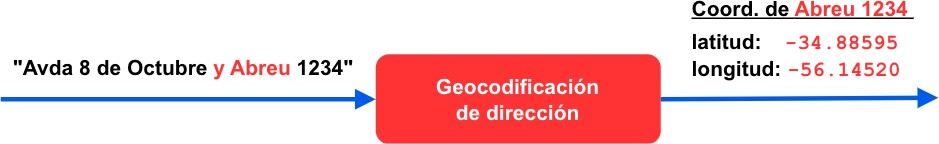 "Avda 8 de Octubre y Abreu 1234"
Geocodificación
de dirección
Coord. de Abreu 1234
latitud: -34.88595
longitud: -56.14520